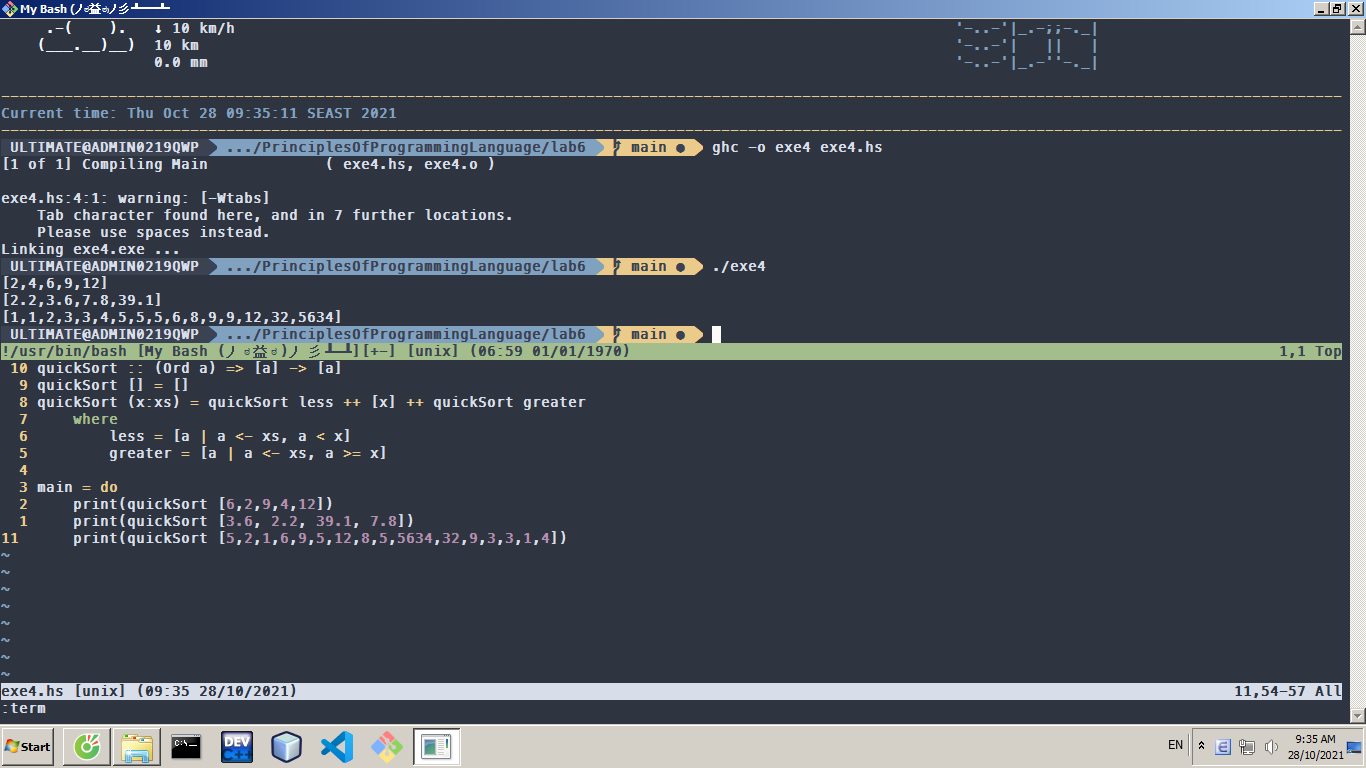 My Bash (ﾉಠ益ಠ)ﾉ彡┻━┻
.-(    ).   ↓ 10 km/h
(___.__)__)  10 km
0.0 mm
'-..-'|_.-;;-._|
'-..-'|   ||   |
'-..-'|_.-''-._|
Current time: Thu Oct 28 09:35:11 SEAST 2021
ULTIMATE@ADMIN0219QWP .../PrinciplesOfProgrammingLanguage/lab6 main ● ghc -o exe4 exe4.hs
[1 of 1] Compiling Main             ( exe4.hs, exe4.o )
exe4.hs:4:1: warning: [-Wtabs]
    Tab character found here, and in 7 further locations.
    Please use spaces instead.
Linking exe4.exe ...
ULTIMATE@ADMIN0219QWP .../PrinciplesOfProgrammingLanguage/lab6 main ● ./exe4
[2,4,6,9,12]
[2.2,3.6,7.8,39.1]
[1,1,2,3,3,4,5,5,5,6,8,9,9,12,32,5634]
ULTIMATE@ADMIN0219QWP .../PrinciplesOfProgrammingLanguage/lab6 main ●
!/usr/bin/bash [My Bash (ﾉಠ益ಠ)ﾉ彡┻━┻][+-] [unix] (06:59 01/01/1970) 1,1 Top
10 quickSort :: (Ord a) => [a] -> [a]
9 quickSort [] = []
8 quickSort (x:xs) = quickSort less ++ [x] ++ quickSort greater
7     where
6         less = [a | a <- xs, a < x]
5         greater = [a | a <- xs, a >= x]
4
3 main = do
2     print(quickSort [6,2,9,4,12])
1     print(quickSort [3.6, 2.2, 39.1, 7.8])
11     print(quickSort [5,2,1,6,9,5,12,8,5,5634,32,9,3,3,1,4])
~
~
~
~
~
~
~
~
exe4.hs [unix] (09:35 28/10/2021) 11,54-57 All
:term
Start
C:\_
DEV
C++
EN
9:35 AM
28/10/2021